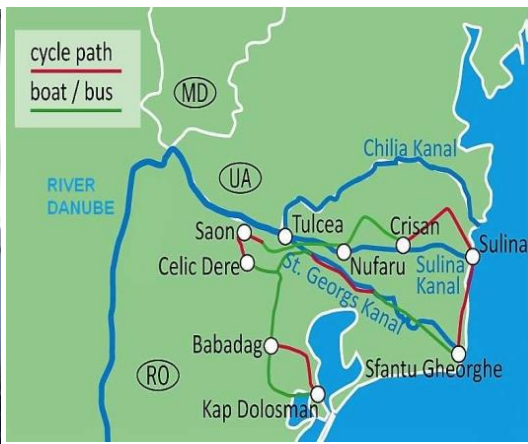 cycle path
boat / bus
MD
Chilia Kanal
RIVER
DANUBE
UA
Saon
Tulcea
Crisan
Sulina
Celic Dere
Nufaru
Sulina
Kanal
St. Georgs Kanal
Babadag
Sfantu Gheorghe
RO
Kap Dolosman